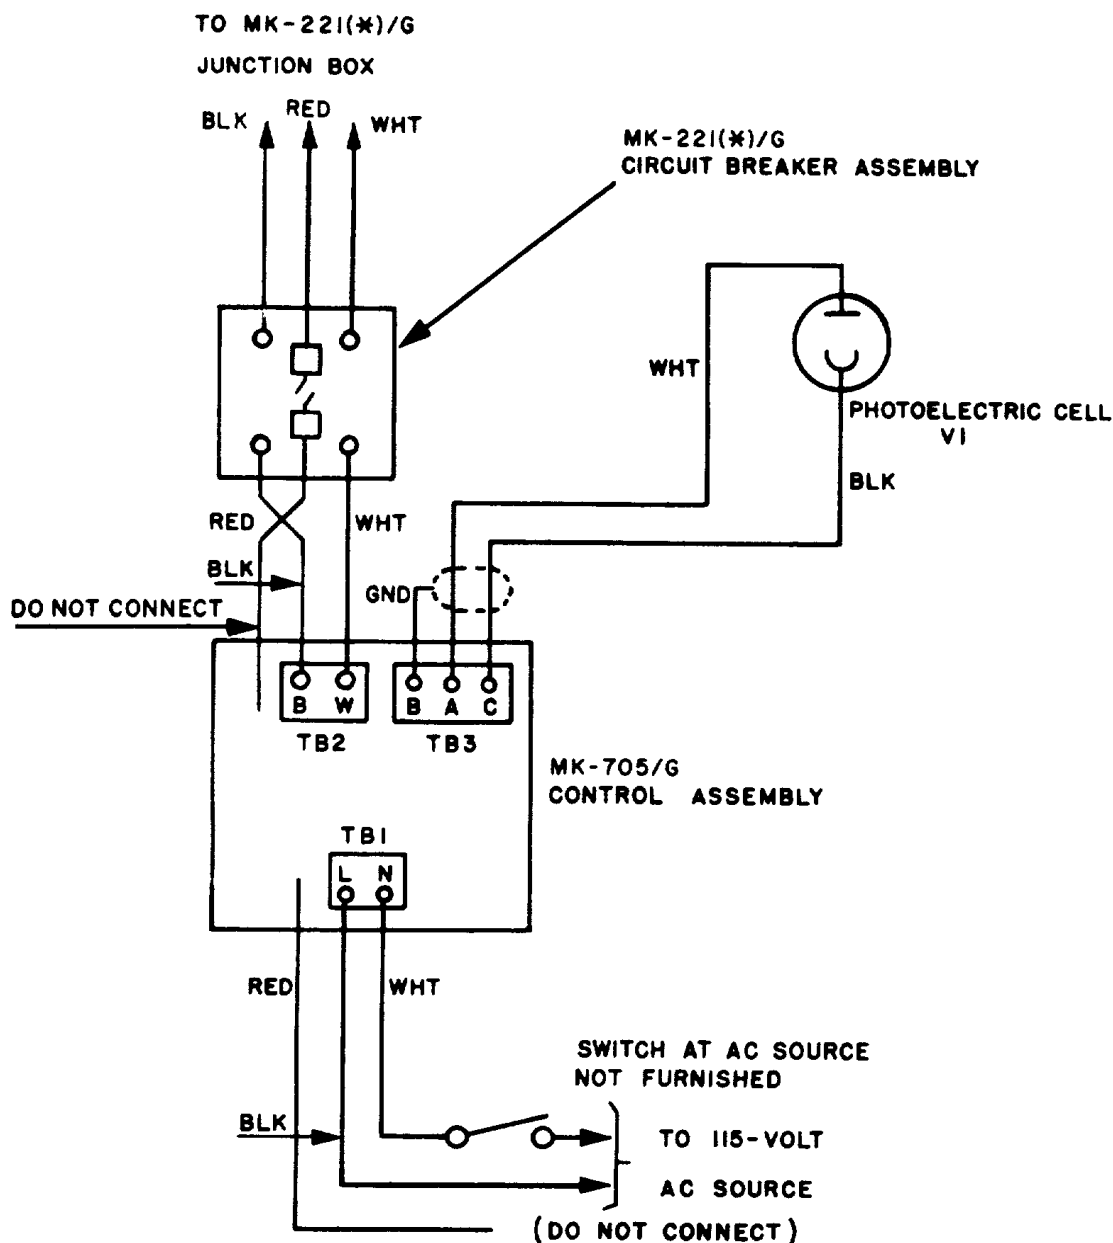 TO MK-221(*)/G
JUNCTION BOX
BLK
RED
WHT
MK-221(*)/G
CIRCUIT BREAKER ASSEMBLY
WHT
PHOTOELECTRIC CELL
V1
BLK
RED
WHT
BLK
GND
DO NOT CONNECT
B W
B A C
TB2
TB3
MK-705/G
CONTROL ASSEMBLY
TB1
L N
RED
WHT
SWITCH AT AC SOURCE
NOT FURNISHED
BLK
TO 115-VOLT
AC SOURCE
(DO NOT CONNECT)